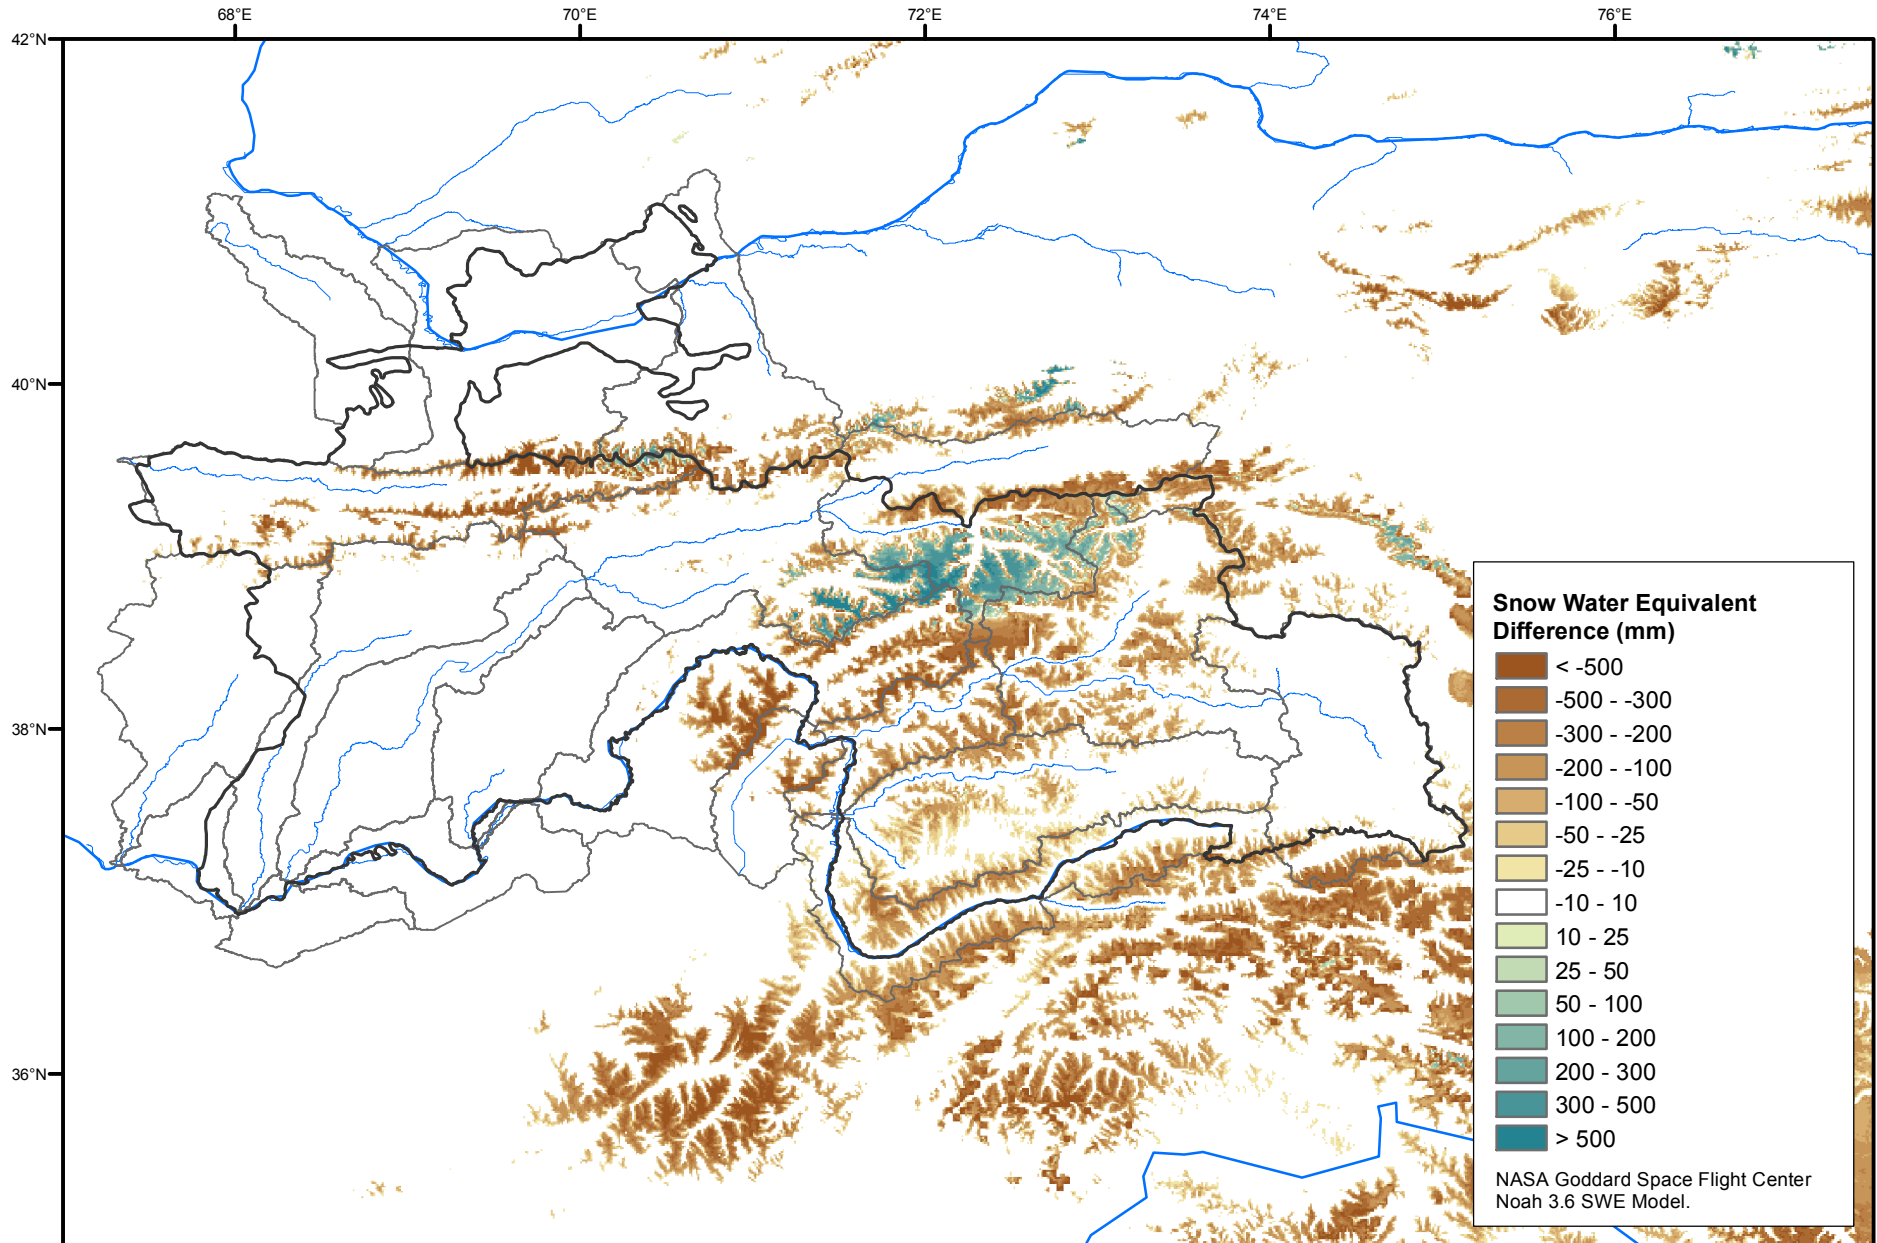 68°E
70°E
72°E
74°E
76°E
42°N
40°N
38°N
36°N
Snow Water Equivalent
Difference (mm)
< -500
-500 - -300
-300 - -200
-200 - -100
-100 - -50
-50 - -25
-25 - -10
-10 - 10
10 - 25
25 - 50
50 - 100
100 - 200
200 - 300
300 - 500
> 500
NASA Goddard Space Flight Center
Noah 3.6 SWE Model.